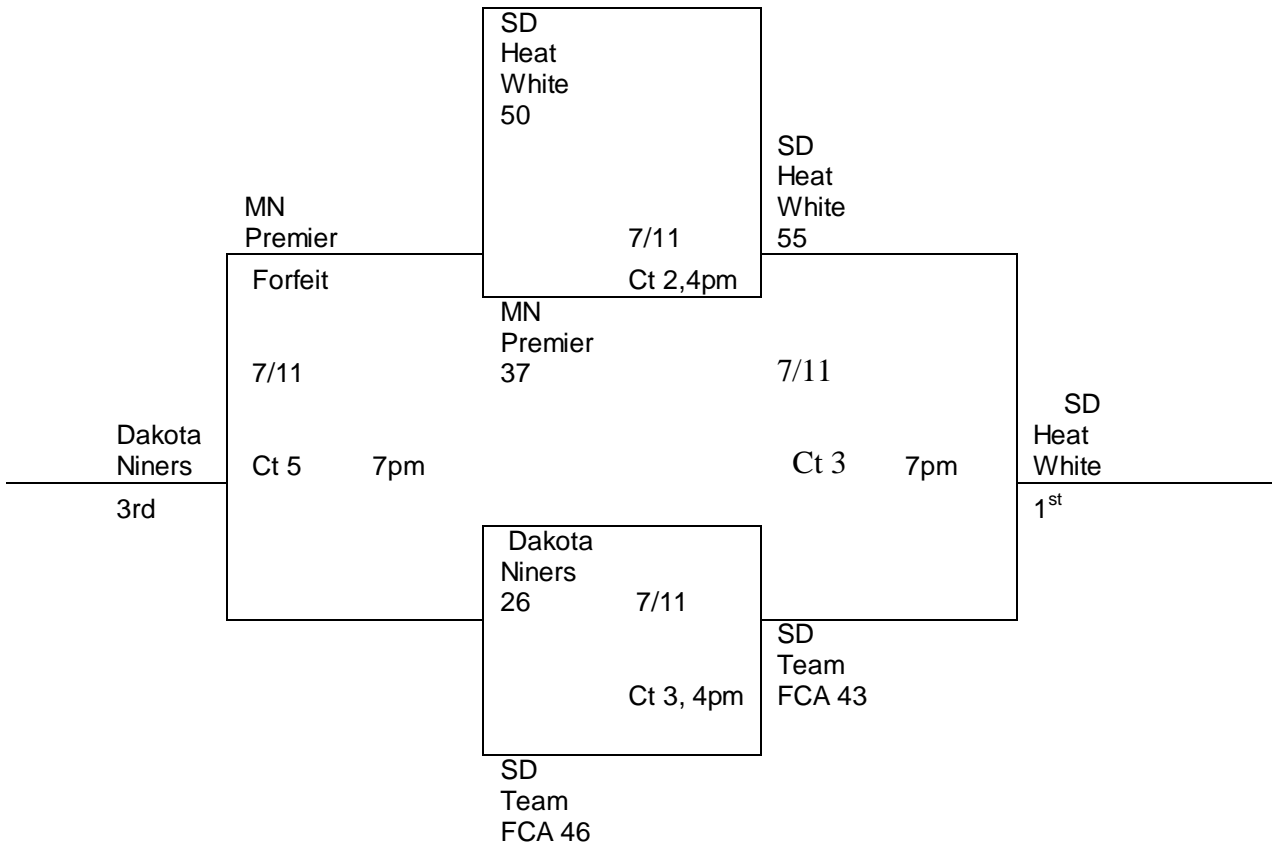 SD
Heat
White
50
SD
Heat
White
55
MN
Premier
7/11
Forfeit
Ct 2,4pm
MN
Premier
37
7/11
7/11
SD
Heat
White
Dakota
Niners
Ct 5 7pm
Ct 3 7pm
3rd
1st
Dakota
Niners
26 7/11
SD
Team
FCA 43
Ct 3, 4pm
SD
Team
FCA 46